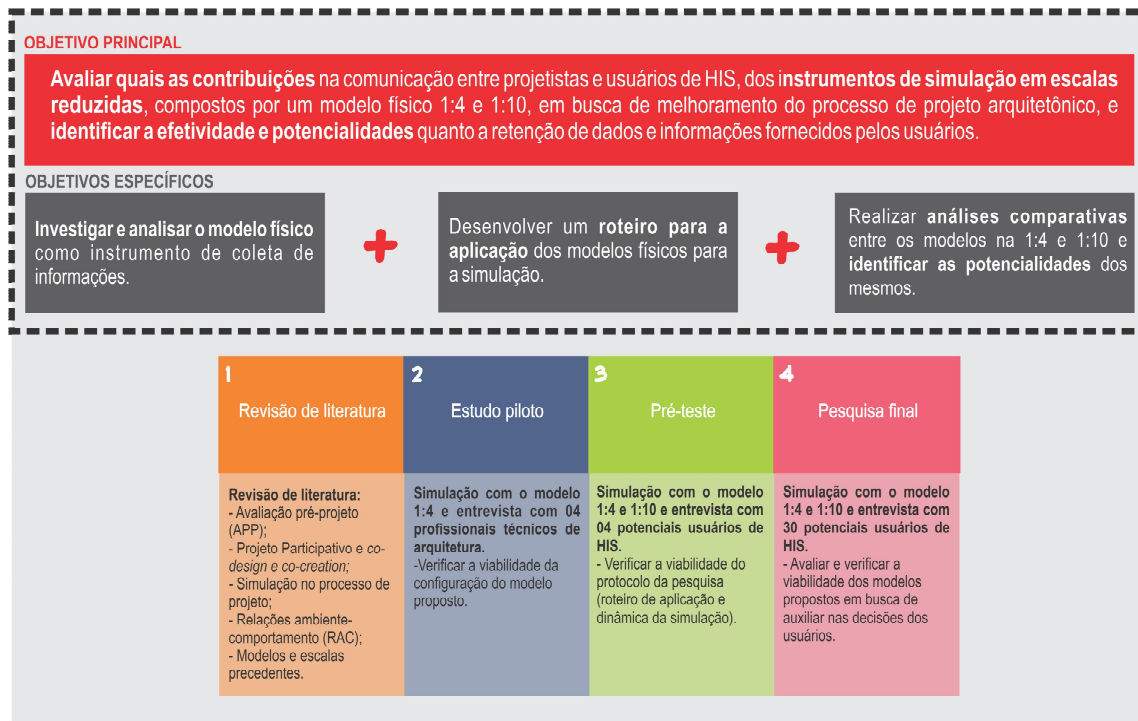 OBJETIVO PRINCIPAL
Avaliar quais as contribuições na comunicação entre projetistas e usuários de HIS, dos instrumentos de simulação em escalas
reduzidas, compostos por um modelo físico 1:4 e 1:10, em busca de melhoramento do processo de projeto arquitetônico, e
identificar a efetividade e potencialidades quanto a retenção de dados e informações fornecidos pelos usuários.
OBJETIVOS ESPECÍFICOS
Investigar e analisar o modelo físico
como instrumento de coleta de
informações.
+
Desenvolver um roteiro para a
aplicação dos modelos físicos para
a simulação.
+
Realizar análises comparativas
entre os modelos na 1:4 e 1:10 e
identificar as potencialidades dos
mesmos.
1
Revisão de literatura
2
Estudo piloto
3
Pré-teste
4
Pesquisa final
Revisão de literatura:
- Avaliação pré-projeto
(APP);
- Projeto Participativo e co-
design e co-creation;
- Simulação no processo de
projeto;
- Relações ambiente-
comportamento (RAC);
- Modelos e escalas
precedentes.
Simulação com o modelo
1:4 e entrevista com 04
profissionais técnicos de
arquitetura.
-Verificar a viabilidade da
configuração do modelo
proposto.
Simulação com o modelo
1:4 e 1:10 e entrevista com
04 potenciais usuários de
HIS.
- Verificar a viabilidade do
protocolo da pesquisa
(roteiro de aplicação e
dinâmica da simulação).
Simulação com o modelo
1:4 e 1:10 e entrevista com
30 potenciais usuários de
HIS.
- Avaliar e verificar a
viabilidade dos modelos
propostos em busca de
auxiliar nas decisões dos
usuários.